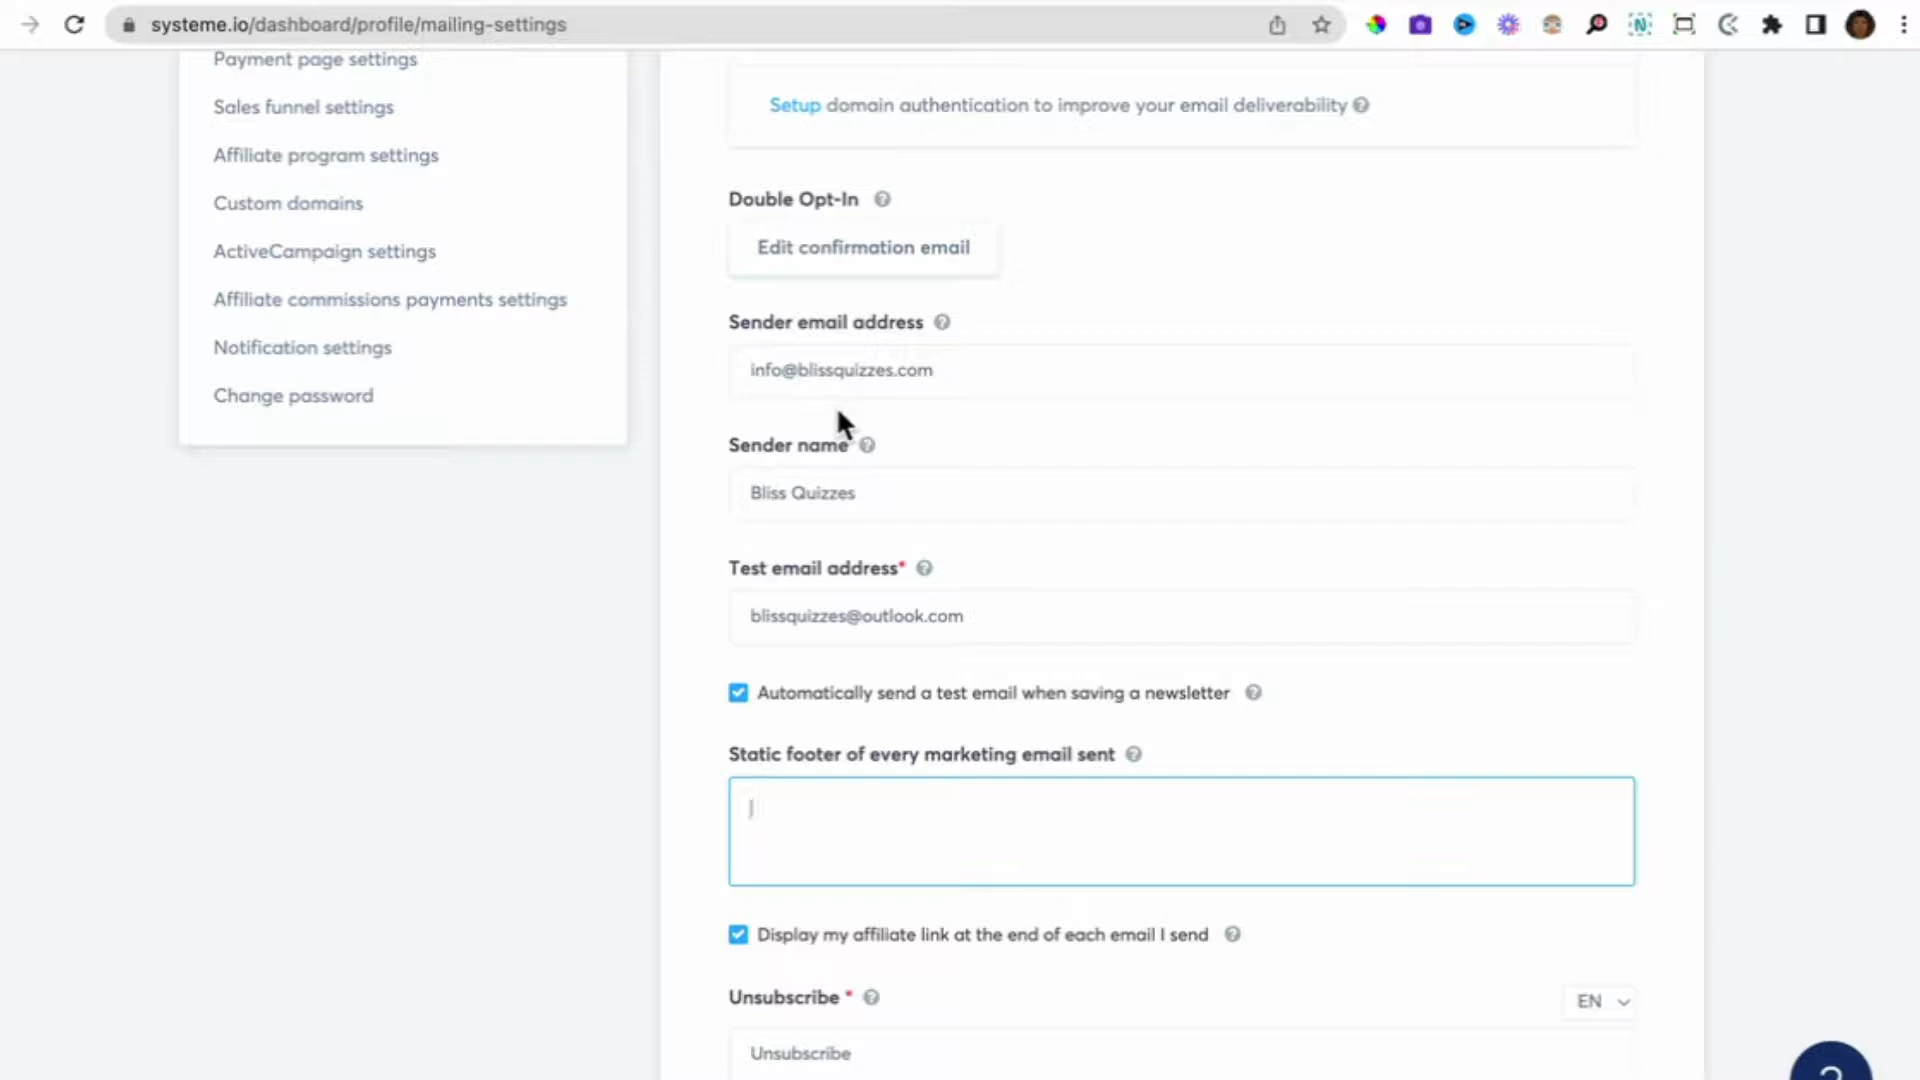 systeme.io/dashboard/profile/mailing-settings
Payment page settings
Sales funnel settings
Affiliate program settings
Custom domains
ActiveCampaign settings
Affiliate commissions payments settings
Notification settings
Change password
Setup domain authentication to improve your email deliverability ?
Double Opt-In ?
Edit confirmation email
Sender email address ?
info@blissquizzes.com
Sender name ?
Bliss Quizzes
Test email address* ?
blissquizzes@outlook.com
Automatically send a test email when saving a newsletter ?
Static footer of every marketing email sent ?
Display my affiliate link at the end of each email I send ?
Unsubscribe * ?
EN
Unsubscribe
?